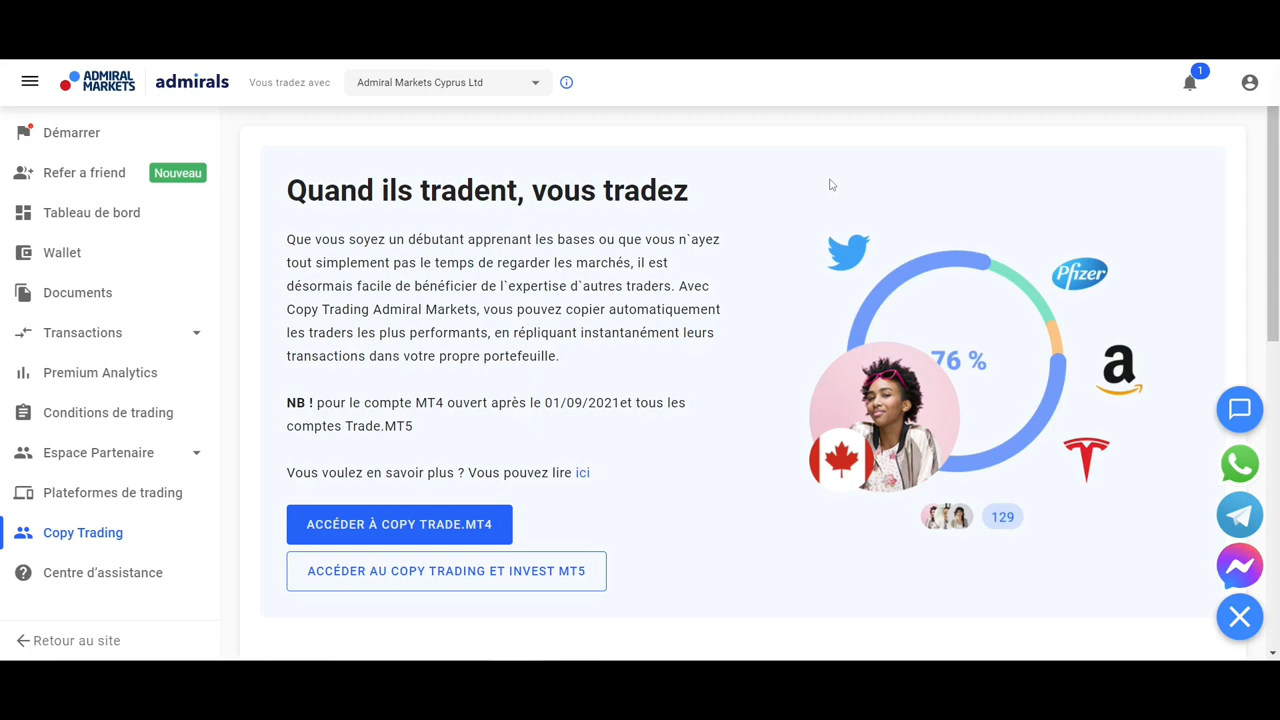 ADMIRAL
MARKETS
admirals
Vous tradez avec
Admiral Markets Cyprus Ltd
1
Démarrer
Refer a friend
Nouveau
Tableau de bord
Wallet
Documents
Transactions
Premium Analytics
Conditions de trading
Espace Partenaire
Plateformes de trading
Copy Trading
Centre d’assistance
Retour au site
Quand ils tradent, vous tradez
Que vous soyez un débutant apprenant les bases ou que vous n`ayez
tout simplement pas le temps de regarder les marchés, il est
désormais facile de bénéficier de l`expertise d`autres traders. Avec
Copy Trading Admiral Markets, vous pouvez copier automatiquement
les traders les plus performants, en répliquant instantanément leurs
transactions dans votre propre portefeuille.
NB ! pour le compte MT4 ouvert après le 01/09/2021et tous les
comptes Trade.MT5
Vous voulez en savoir plus ? Vous pouvez lire ici
ACCÉDER À COPY TRADE.MT4
ACCÉDER AU COPY TRADING ET INVEST MT5
Pfizer
76 %
a
129